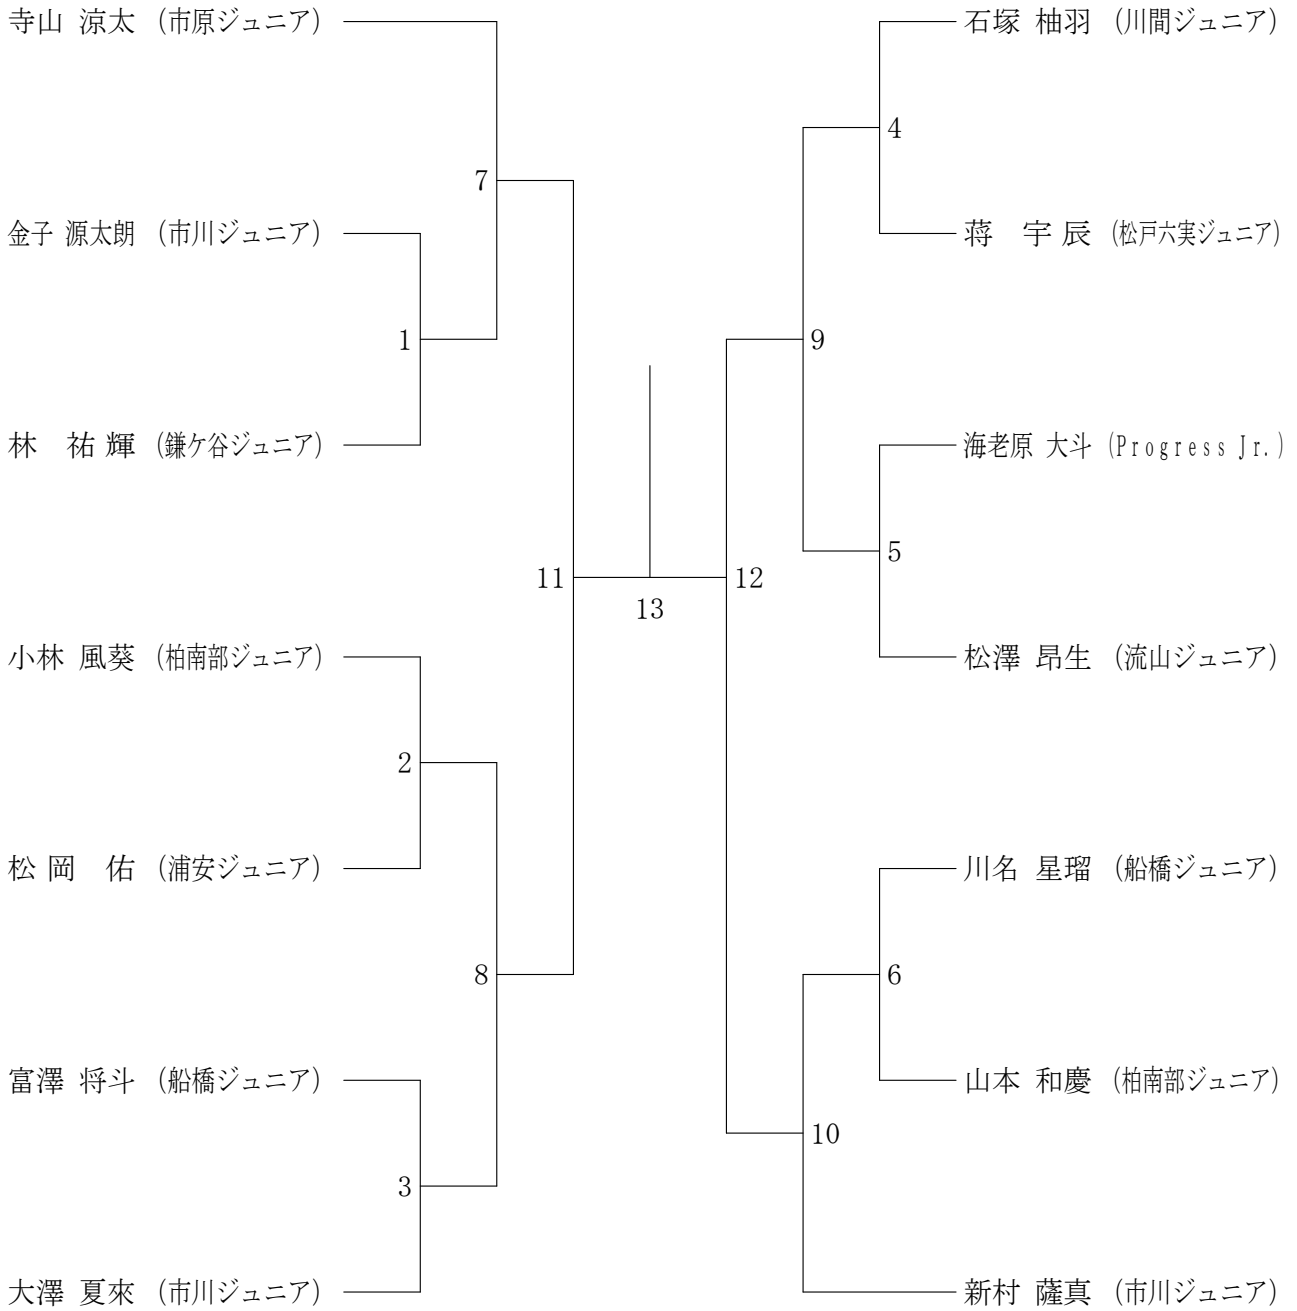 寺山 涼太 （市原ジュニア）
7
金子 源太朗 （市川ジュニア）
1
林　祐 輝 （鎌ケ谷ジュニア）
11
小林 風葵 （柏南部ジュニア）
2
松 岡　佑 （浦安ジュニア）
8
富澤 将斗 （船橋ジュニア）
3
大澤 夏來 （市川ジュニア）
13
石塚 柚羽 （川間ジュニア）
4
蒋　宇 辰 （松戸六実ジュニア）
9
海老原 大斗 （Progress Jr.）
5
12
松澤 昂生 （流山ジュニア）
川名 星瑠 （船橋ジュニア）
6
山本 和慶 （柏南部ジュニア）
10
新村 薩真 （市川ジュニア）